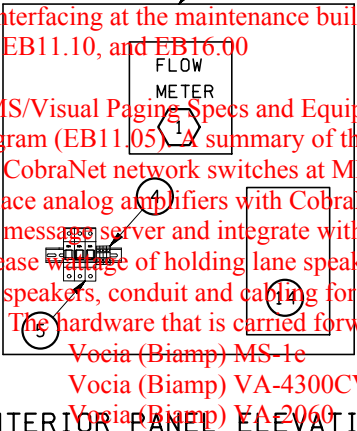 nterfacing at the maintenance buil
EB11.10, and EB16.00
FLOW
METER
1
MS/Visual Paging Specs and Equip
gram (EB11.05). A summary of th
CobraNet network switches at M
ace analog amplifiers with Cobra
4
message server and integrate with
ease wattage of holding lane speak
speakers, conduit and cabling for
14
5
The hardware that is carried forw
Vocia (Biamp) MS-1e
Vocia (Biamp) VA-4300CV
Vocia (Biamp) VA-2060
NTERIOR PANEL ELEVATI